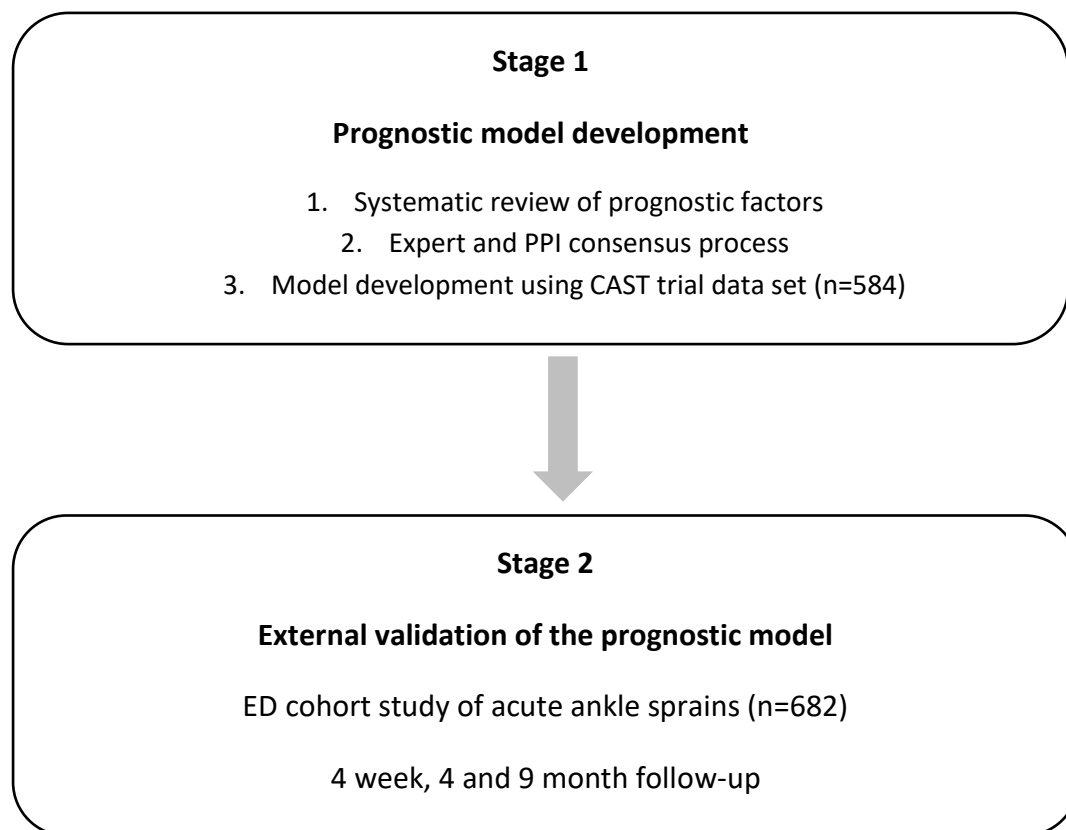 Stage 1
Prognostic model development
1. Systematic review of prognostic factors
2. Expert and PPI consensus process
3. Model development using CAST trial data set (n=584)
Stage 2
External validation of the prognostic model
ED cohort study of acute ankle sprains (n=682)
4 week, 4 and 9 month follow-up